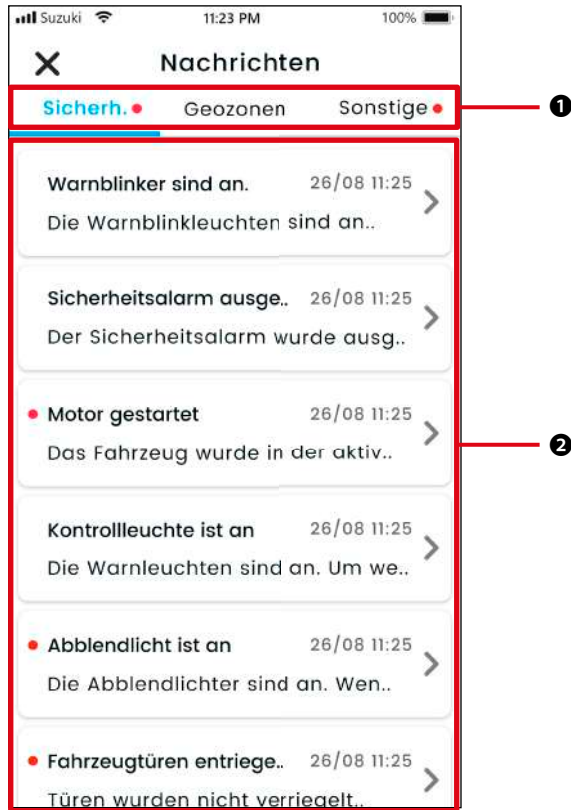 Suzuki 11:23 PM 100%
Nachrichten
Sicherh. Geozonen Sonstige
❶
Warnblinker sind an. 26/08 11:25
Die Warnblinkleuchten sind an..
Sicherheitsalarm ausge.. 26/08 11:25
Der Sicherheitsalarm wurde ausg..
Motor gestartet 26/08 11:25
Das Fahrzeug wurde in der aktiv..
❷
Kontrollleuchte ist an 26/08 11:25
Die Warnleuchten sind an. Um we..
Abblendlicht ist an 26/08 11:25
Die Abblendlichter sind an. Wen..
Fahrzeugtüren entriege.. 26/08 11:25
Türen wurden nicht verriegelt..